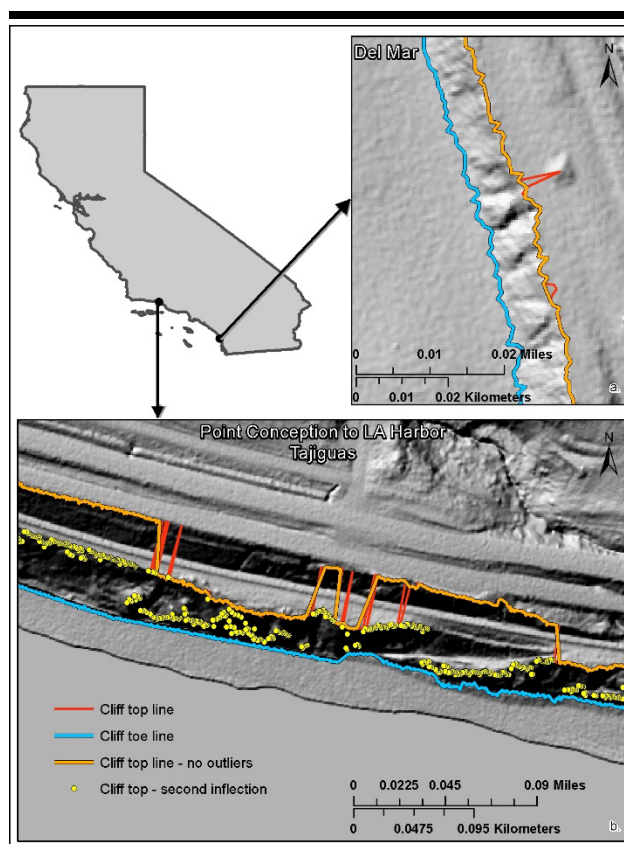 Del Mar
N
0 0.01 0.02 Miles
0 0.01 0.02 Kilometers
a.
Point Conception to LA Harbor
Tajiguas
N
Cliff top line
Cliff toe line
Cliff top line - no outliers
Cliff top - second inflection
0 0.0225 0.045 0.09 Miles
0 0.0475 0.095 Kilometers
b.